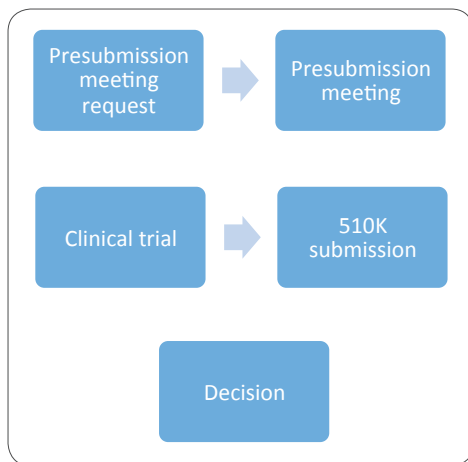 Presubmission
meeting
request
Presubmission
meeting
Clinical trial
510K
submission
Decision